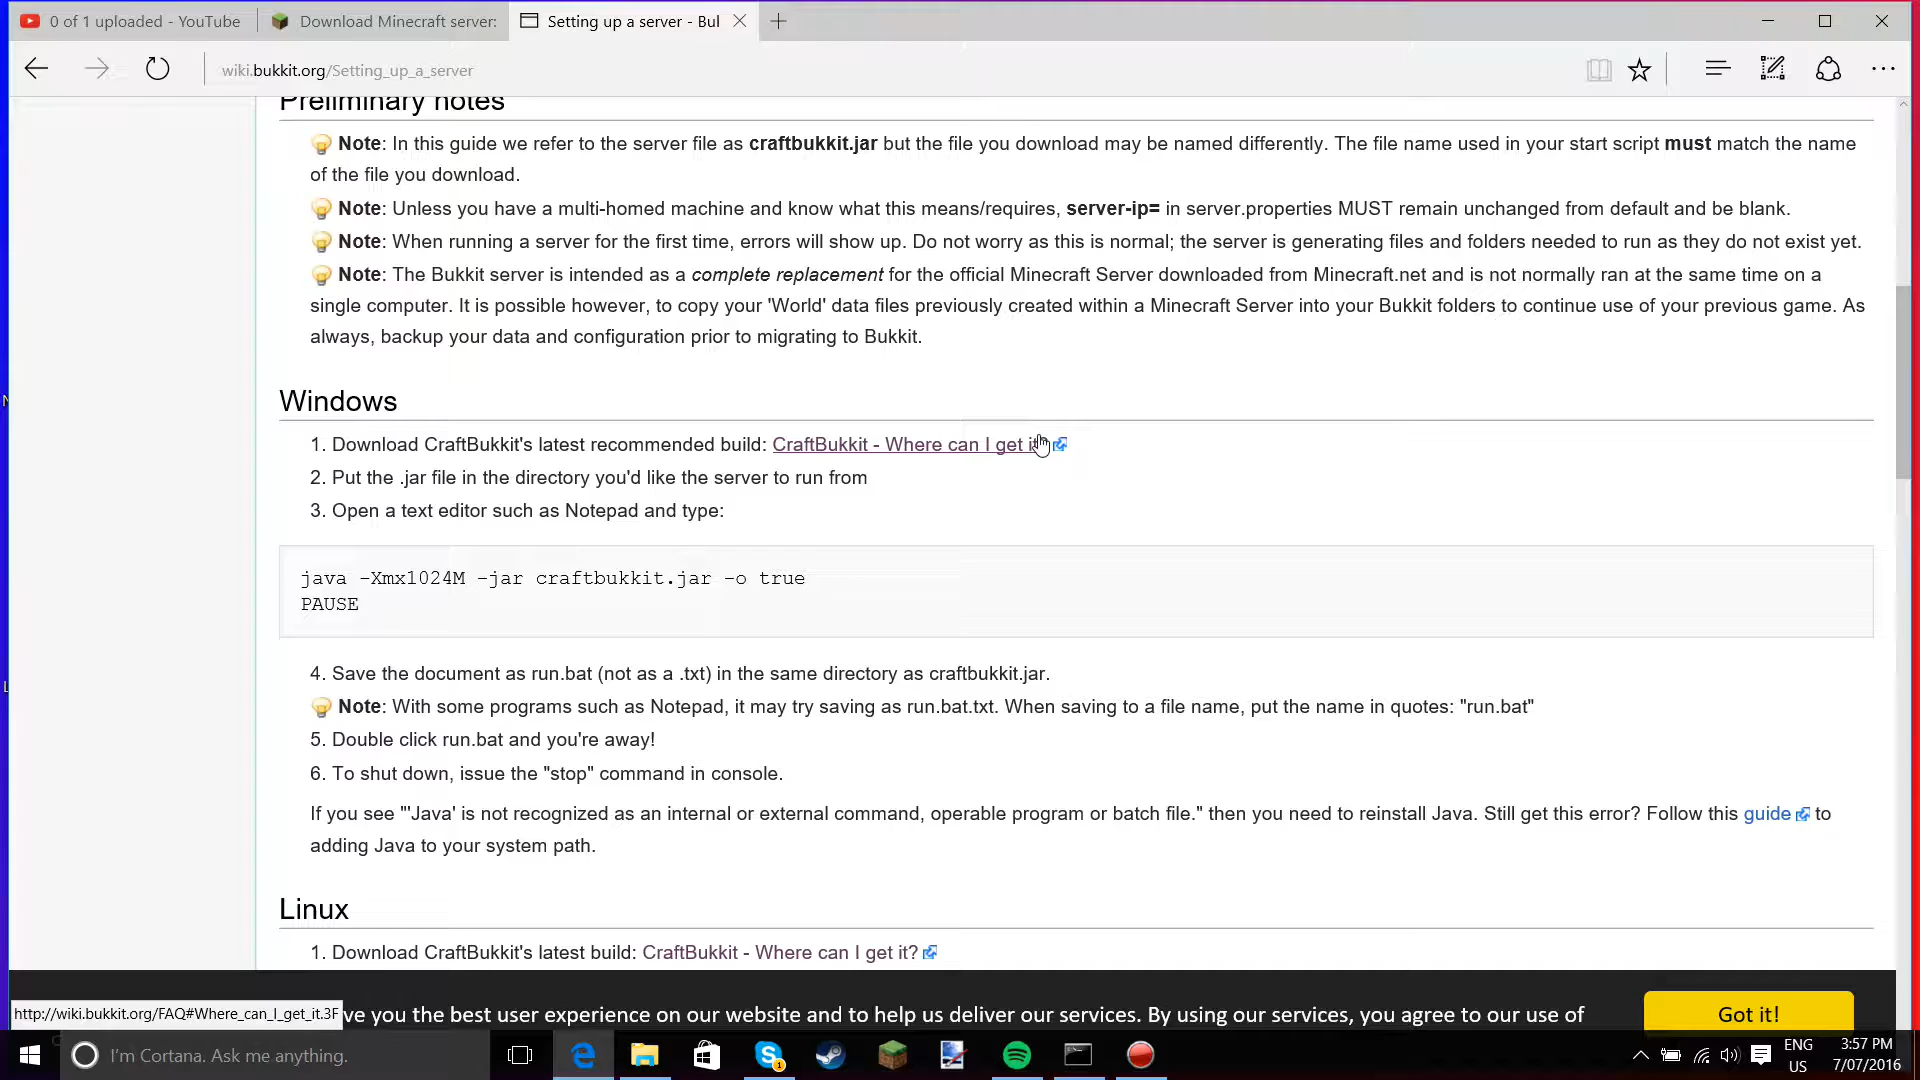 0 of 1 uploaded - YouTube
Download Minecraft server:
Setting up a server - Bul
wiki.bukkit.org/Setting_up_a_server
Preliminary notes
Note: In this guide we refer to the server file as craftbukkit.jar but the file you download may be named differently. The file name used in your start script must match the name
of the file you download.
Note: Unless you have a multi-homed machine and know what this means/requires, server-ip= in server.properties MUST remain unchanged from default and be blank.
Note: When running a server for the first time, errors will show up. Do not worry as this is normal; the server is generating files and folders needed to run as they do not exist yet.
Note: The Bukkit server is intended as a complete replacement for the official Minecraft Server downloaded from Minecraft.net and is not normally ran at the same time on a
single computer. It is possible however, to copy your 'World' data files previously created within a Minecraft Server into your Bukkit folders to continue use of your previous game. As
always, backup your data and configuration prior to migrating to Bukkit.
Windows
1. Download CraftBukkit's latest recommended build: CraftBukkit - Where can I get it
2. Put the .jar file in the directory you'd like the server to run from
3. Open a text editor such as Notepad and type:
java -Xmx1024M -jar craftbukkit.jar -o true
PAUSE
4. Save the document as run.bat (not as a .txt) in the same directory as craftbukkit.jar.
Note: With some programs such as Notepad, it may try saving as run.bat.txt. When saving to a file name, put the name in quotes: "run.bat"
5. Double click run.bat and you're away!
6. To shut down, issue the "stop" command in console.
If you see "'Java' is not recognized as an internal or external command, operable program or batch file." then you need to reinstall Java. Still get this error? Follow this guide to
adding Java to your system path.
Linux
1. Download CraftBukkit's latest build: CraftBukkit - Where can I get it?
http://wiki.bukkit.org/FAQ#Where_can_I_get_it.3F
ve you the best user experience on our website and to help us deliver our services. By using our services, you agree to our use of
Got it!
I'm Cortana. Ask me anything.
1
ENG
US
3:57 PM
7/07/2016